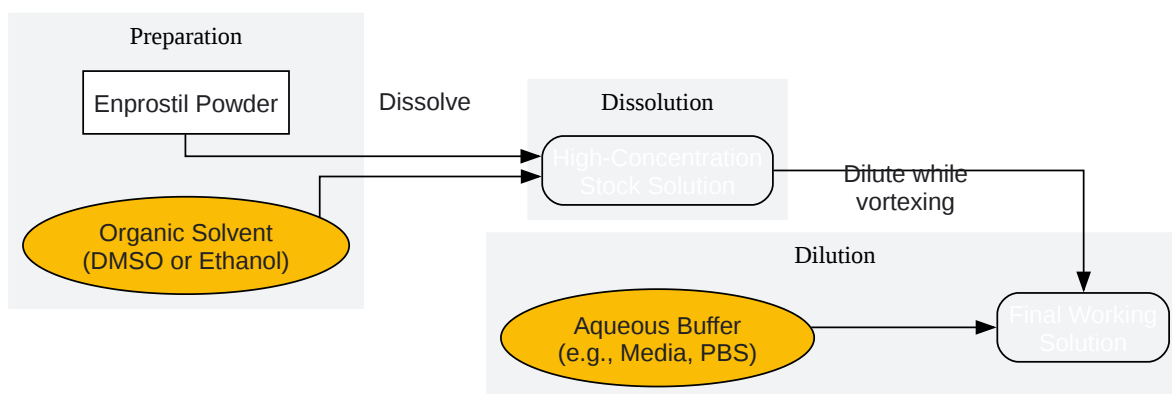 Preparation
Enprostil Powder
Organic Solvent
(DMSO or Ethanol)
Dissolve
Dissolution
High-Concentration
Stock Solution
Dilute while
vortexing
Dilution
Aqueous Buffer
(e.g., Media, PBS)
Final Working
Solution